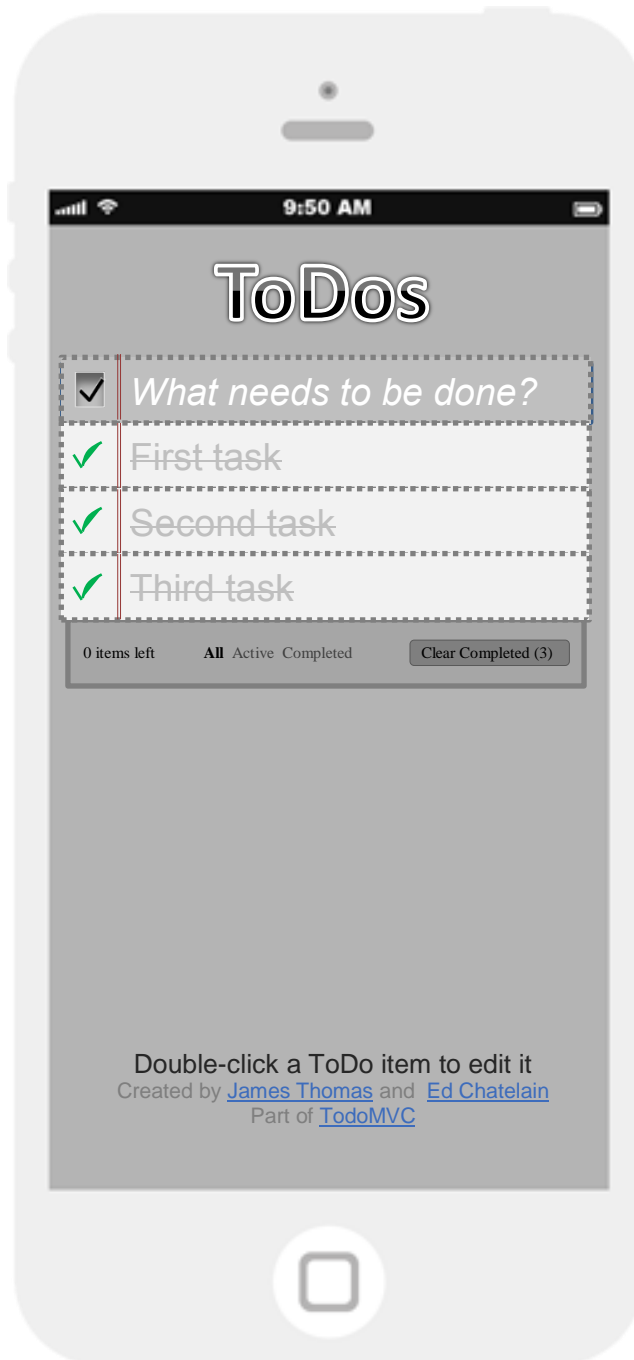 9:50 AM
ToDos
What needs to be done?
First task
Second task
Third task
0 items left All Active Completed Clear Completed (3)
Double-click a ToDo item to edit it
Created by James Thomas and Ed Chatelain
Part of TodoMVC